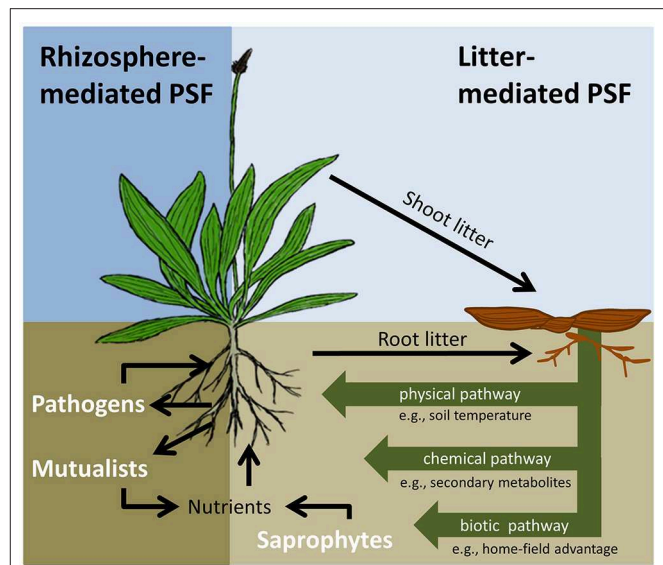 Rhizosphere-
mediated PSF
Litter-
mediated PSF
Shoot litter
Root litter
Pathogens
Mutualists
Nutrients
Saprophytes
physical pathway
e.g., soil temperature
chemical pathway
e.g., secondary metabolites
biotic pathway
e.g., home-field advantage